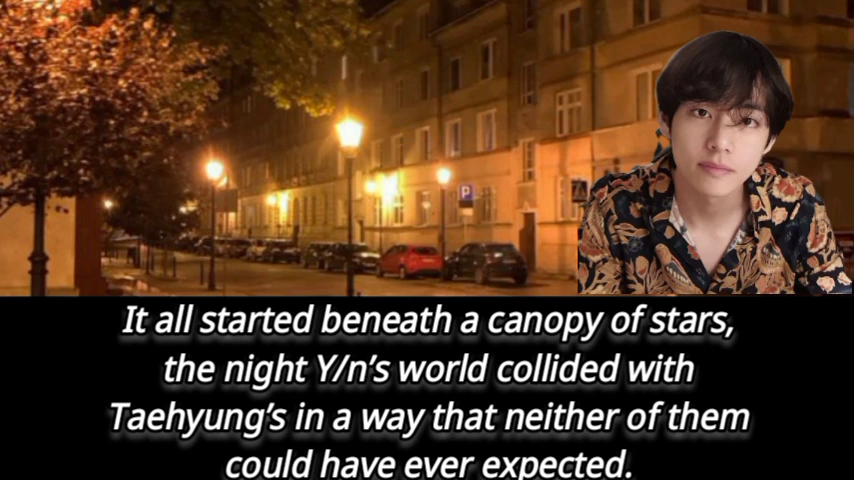 P
It all started beneath a canopy of stars,
the night Y/n's world collided with
Taehyung's in a way that neither of them
could have ever expected.